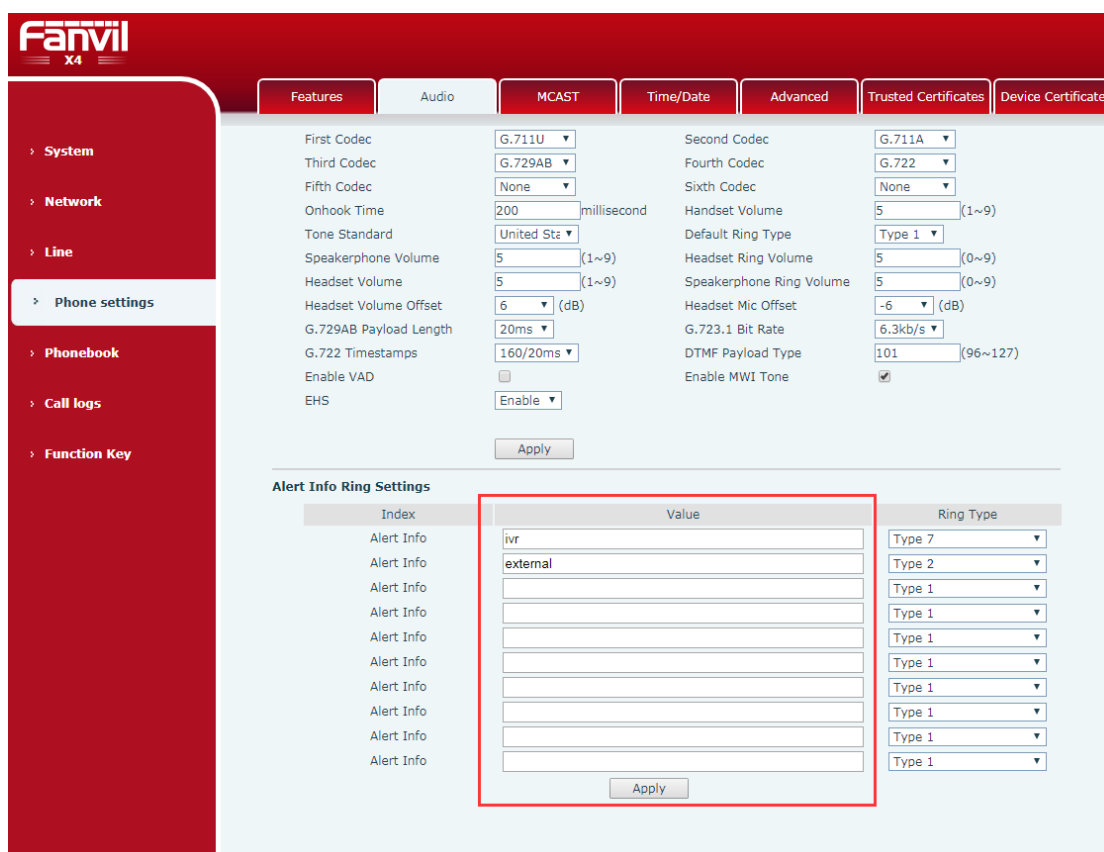 Fanvil
X4
Features Audio MCAST Time/Date Advanced Trusted Certificates Device Certificate
› System
› Network
› Line
› Phone settings
› Phonebook
› Call logs
› Function Key
First Codec G.711U Second Codec G.711A
Third Codec G.729AB Fourth Codec G.722
Fifth Codec None Sixth Codec None
Onhook Time 200 millisecond Handset Volume 5 (1~9)
Tone Standard United Sta Default Ring Type Type 1
Speakerphone Volume 5 (1~9) Headset Ring Volume 5 (0~9)
Headset Volume 5 (1~9) Speakerphone Ring Volume 5 (0~9)
Headset Volume Offset 6 (dB) Headset Mic Offset -6 (dB)
G.729AB Payload Length 20ms G.723.1 Bit Rate 6.3kb/s
G.722 Timestamps 160/20ms DTMF Payload Type 101 (96~127)
Enable VAD Enable MWI Tone
EHS Enable
Apply
Alert Info Ring Settings
Index Value Ring Type
Alert Info ivr Type 7
Alert Info external Type 2
Alert Info Type 1
Alert Info Type 1
Alert Info Type 1
Alert Info Type 1
Alert Info Type 1
Alert Info Type 1
Alert Info Type 1
Alert Info Type 1
Apply